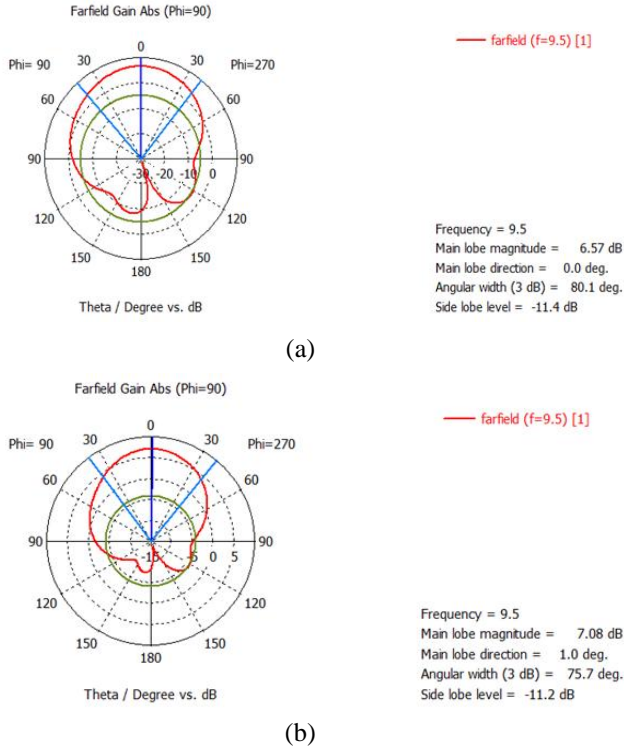 Farfield Gain Abs (Phi=90)
farfield (f=9.5) [1]
0
30 30
Phi= 90 Phi=270
60 60
90 -30 -20 -10 0 90
120 120
150 150
180
Theta / Degree vs. dB
Frequency = 9.5
Main lobe magnitude = 6.57 dB
Main lobe direction = 0.0 deg.
Angular width (3 dB) = 80.1 deg.
Side lobe level = -11.4 dB
(a)
Farfield Gain Abs (Phi=90)
farfield (f=9.5) [1]
0
30 30
Phi= 90 Phi=270
60 60
90 -15 -5 0 5 90
120 120
150 150
180
Theta / Degree vs. dB
Frequency = 9.5
Main lobe magnitude = 7.08 dB
Main lobe direction = 1.0 deg.
Angular width (3 dB) = 75.7 deg.
Side lobe level = -11.2 dB
(b)